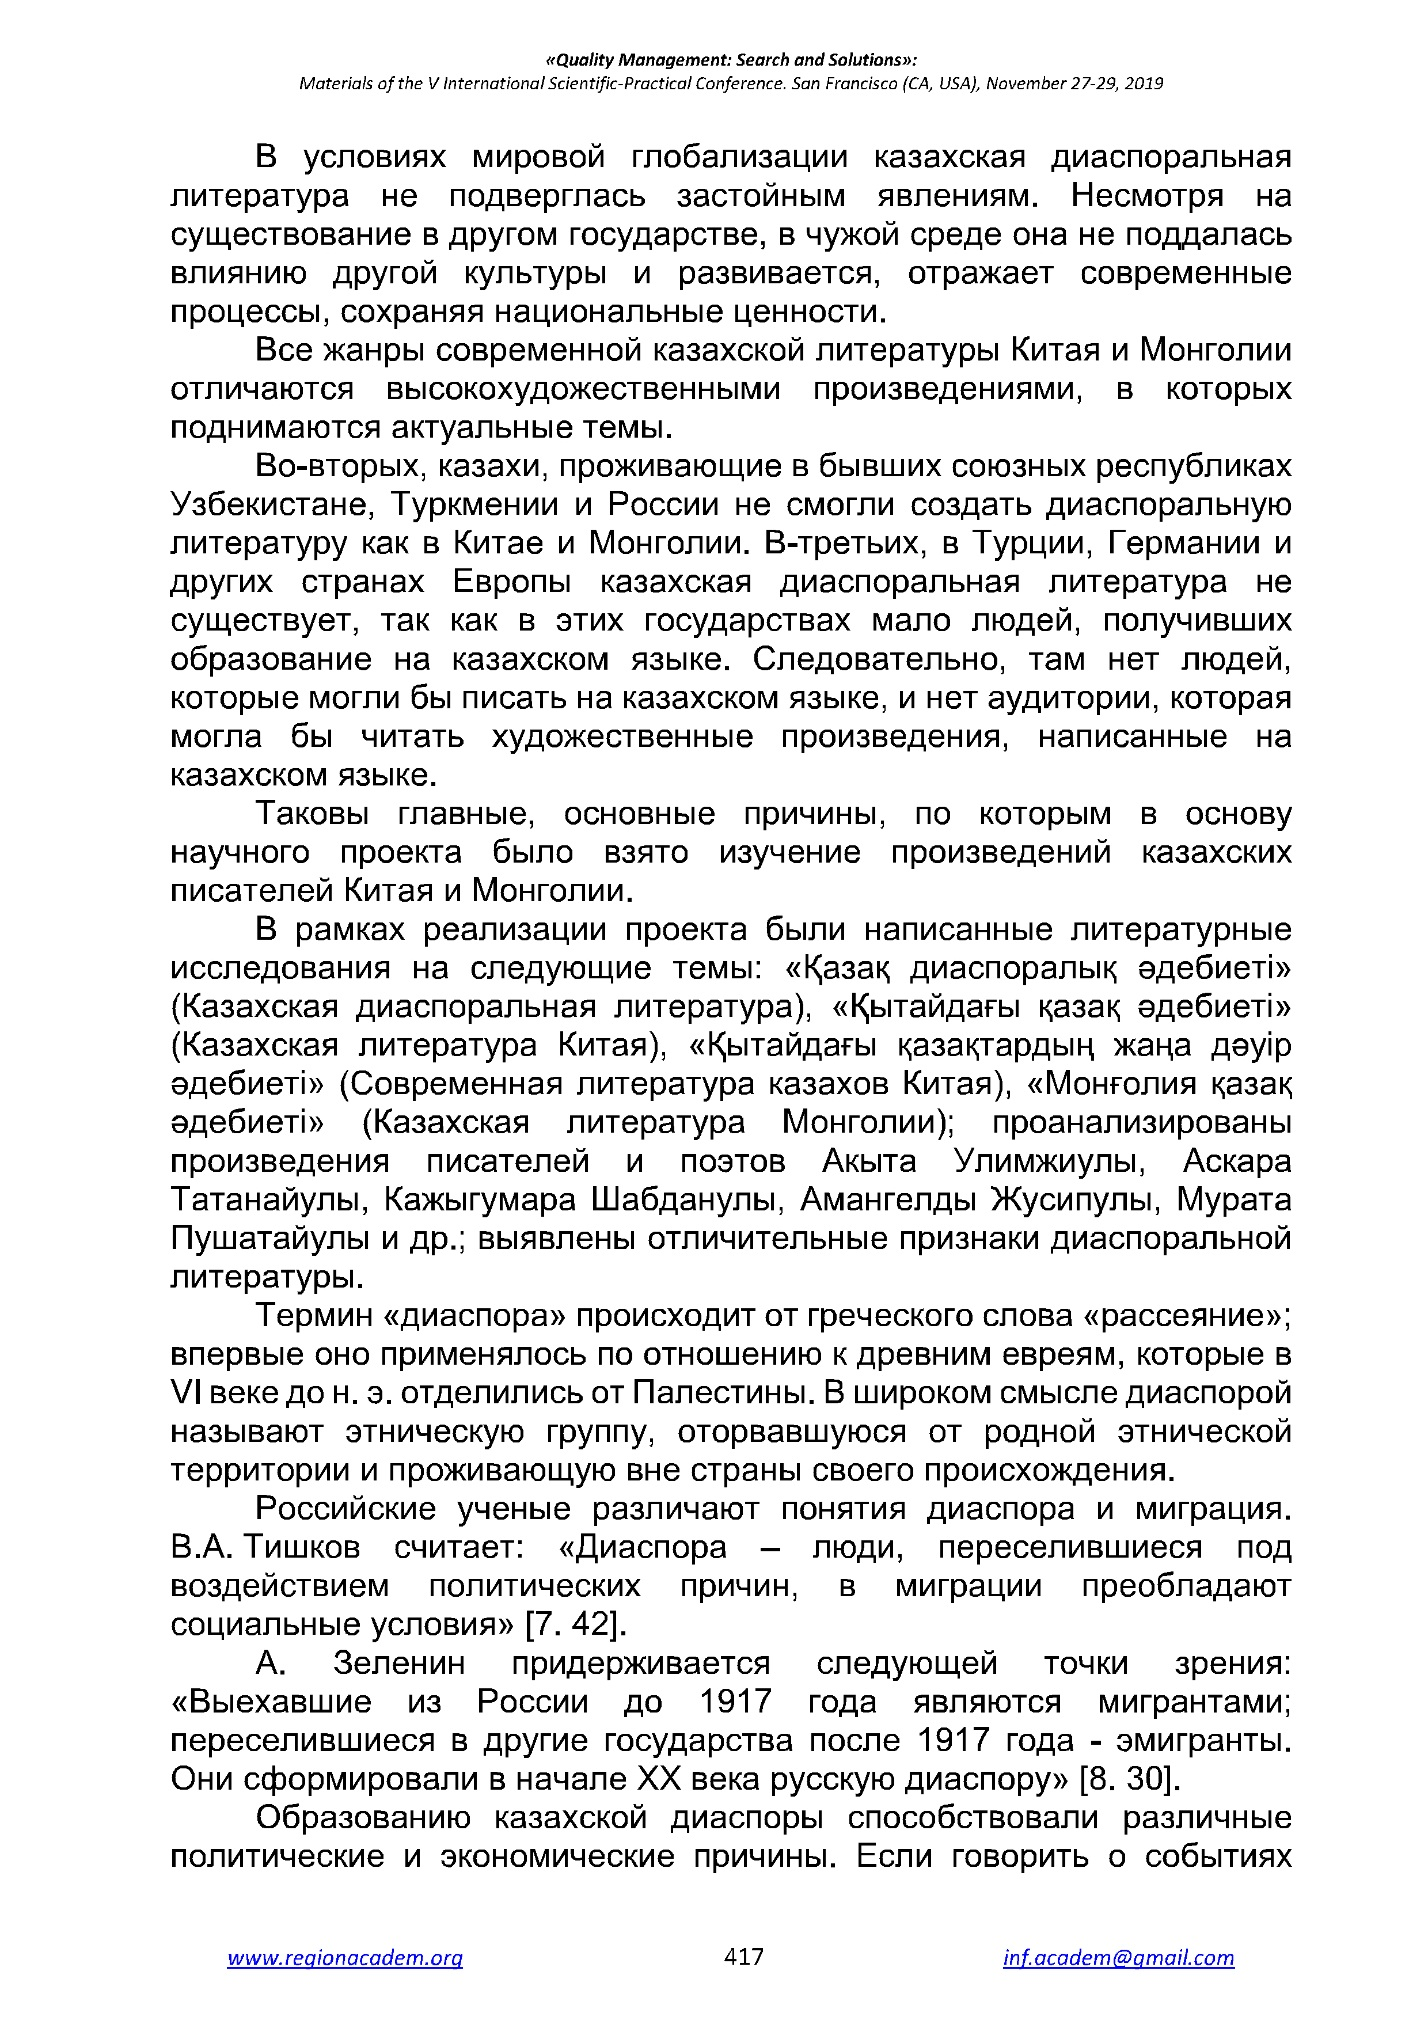 «Quality Management: Search and Solutions»:
Materials of the V International Scientific-Practical Conference. San Francisco (CA, USA), November 27-29, 2019
В условиях мировой глобализации казахская диаспоральная
литература не подверглась застойным явлениям. Несмотря на
существование в другом государстве, в чужой среде она не поддалась
влиянию другой культуры и развивается, отражает современные
процессы, сохраняя национальные ценности.
Все жанры современной казахской литературы Китая и Монголии
отличаются высокохудожественными произведениями, в которых
поднимаются актуальные темы.
Во-вторых, казахи, проживающие в бывших союзных республиках
Узбекистане, Туркмении и России не смогли создать диаспоральную
литературу как в Китае и Монголии. В-третьих, в Турции, Германии и
других странах Европы казахская диаспоральная литература не
существует, так как в этих государствах мало людей, получивших
образование на казахском языке. Следовательно, там нет людей,
которые могли бы писать на казахском языке, и нет аудитории, которая
могла бы читать художественные произведения, написанные на
казахском языке.
Таковы главные, основные причины, по которым в основу
научного проекта было взято изучение произведений казахских
писателей Китая и Монголии.
В рамках реализации проекта были написанные литературные
исследования на следующие темы: «Қазақ диаспоралық әдебиеті»
(Казахская диаспоральная литература), «Қытайдағы қазақ әдебиеті»
(Казахская литература Китая), «Қытайдағы қазақтардың жаңа дәуір
әдебиеті» (Современная литература казахов Китая), «Монғолия қазақ
әдебиеті» (Казахская литература Монголии); проанализированы
произведения писателей и поэтов Акыта Улимжиулы, Аскара
Татанайулы, Кажыгумара Шабданулы, Амангелды Жусипулы, Мурата
Пушатайулы и др.; выявлены отличительные признаки диаспоральной
литературы.
Термин «диаспора» происходит от греческого слова «рассеяние»;
впервые оно применялось по отношению к древним евреям, которые в
VI веке до н. э. отделились от Палестины. В широком смысле диаспорой
называют этническую группу, оторвавшуюся от родной этнической
территории и проживающую вне страны своего происхождения.
Российские ученые различают понятия диаспора и миграция.
В.А. Тишков считает: «Диаспора – люди, переселившиеся под
воздействием политических причин, в миграции преобладают
социальные условия» [7. 42].
А. Зеленин придерживается следующей точки зрения:
«Выехавшие из России до 1917 года являются мигрантами;
переселившиеся в другие государства после 1917 года - эмигранты.
Они сформировали в начале ХХ века русскую диаспору» [8. 30].
Образованию казахской диаспоры способствовали различные
политические и экономические причины. Если говорить о событиях
www.regionacadem.org 417 inf.academ@gmail.com